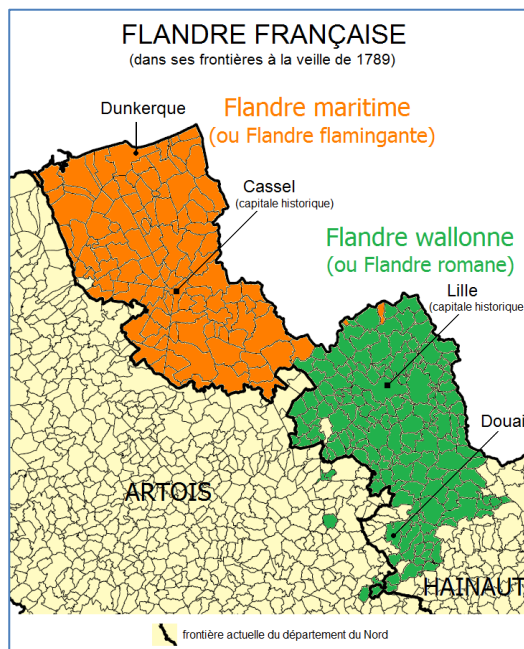 FLANDRE FRANÇAISE
(dans ses frontières à la veille de 1789)
Dunkerque
Flandre maritime
(ou Flandre flamingante)
Cassel
(capitale historique)
Flandre wallonne
(ou Flandre romane)
Lille
(capitale historique)
Douai
ARTOIS
HAINAUT
frontière actuelle du département du Nord